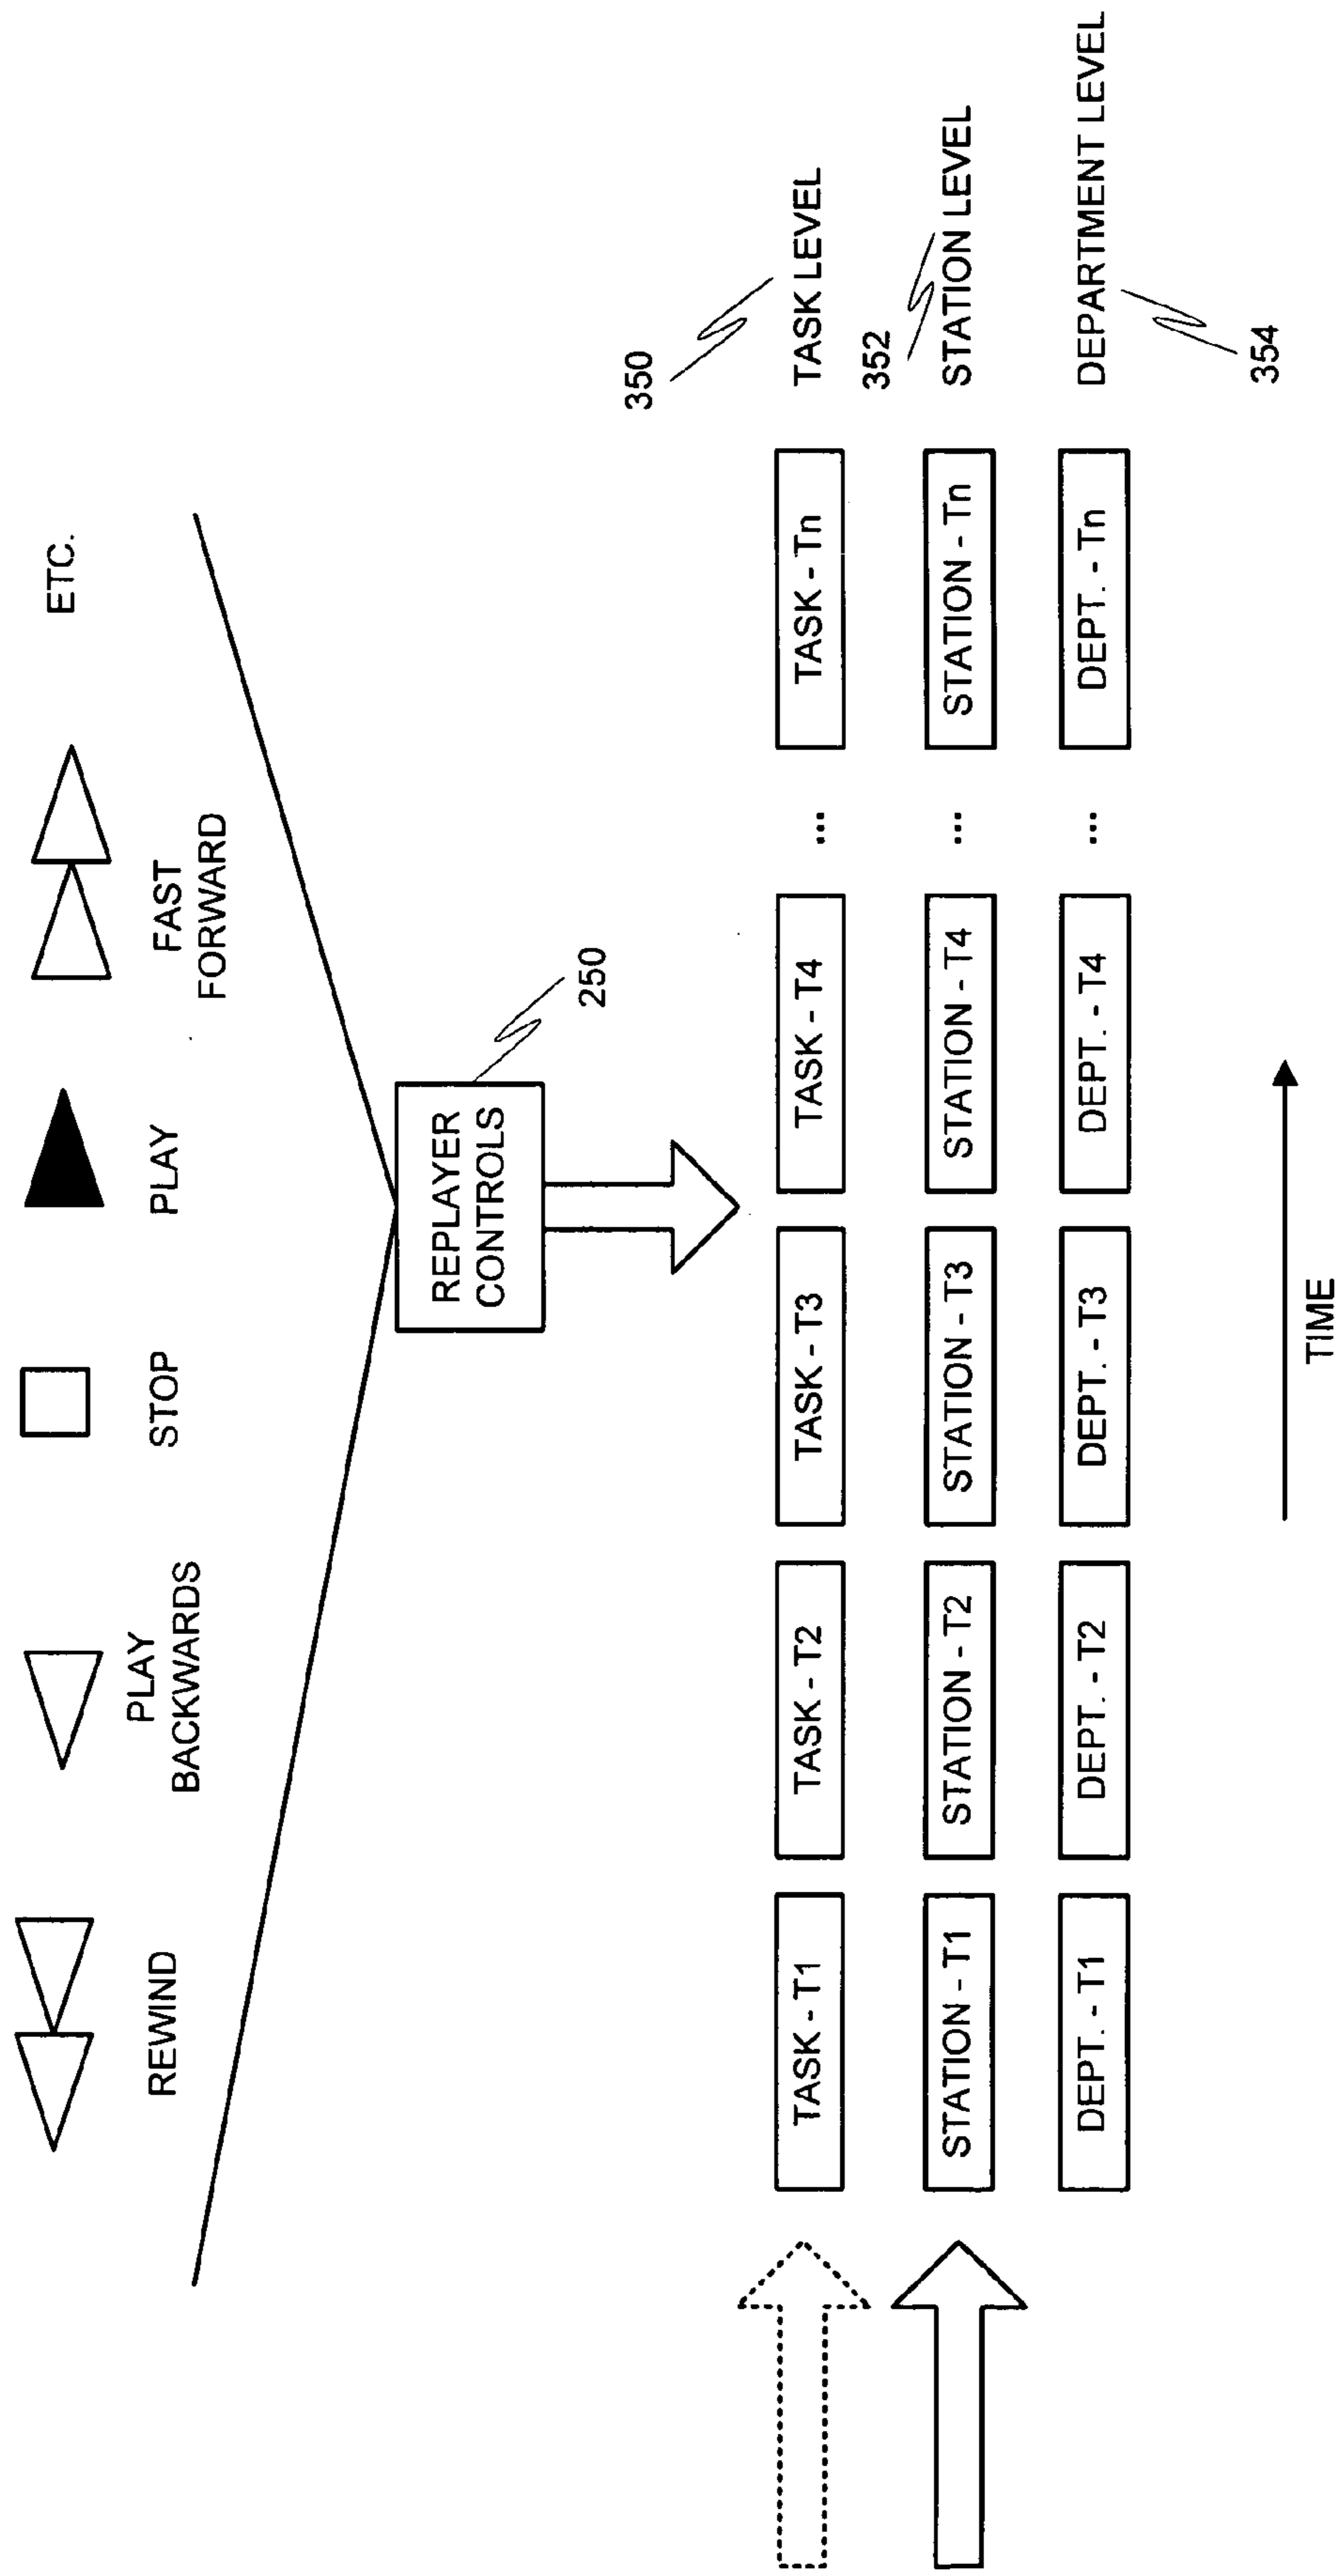 REWIND
PLAY
BACKWARDS
STOP
PLAY
FAST
FORWARD
ETC.
REPLAYER
CONTROLS
250
350
TASK - T1
TASK - T2
TASK - T3
TASK - T4
...
TASK - Tn
TASK LEVEL
352
STATION - T1
STATION - T2
STATION - T3
STATION - T4
...
STATION - Tn
STATION LEVEL
DEPT. - T1
DEPT. - T2
DEPT. - T3
DEPT. - T4
...
DEPT. - Tn
DEPARTMENT LEVEL
354
TIME